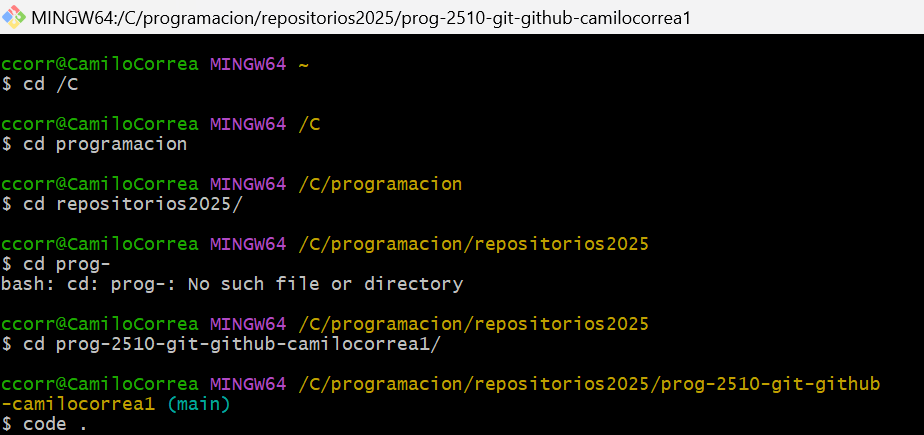 MINGW64:/C/programacion/repositorios2025/prog-2510-git-github-camilocorrea1
ccorr@CamiloCorrea MINGW64 ~
$ cd /C
ccorr@CamiloCorrea MINGW64 /C
$ cd programacion
ccorr@CamiloCorrea MINGW64 /C/programacion
$ cd repositorios2025/
ccorr@CamiloCorrea MINGW64 /C/programacion/repositorios2025
$ cd prog-
bash: cd: prog-: No such file or directory
ccorr@CamiloCorrea MINGW64 /C/programacion/repositorios2025
$ cd prog-2510-git-github-camilocorrea1/
ccorr@CamiloCorrea MINGW64 /C/programacion/repositorios2025/prog-2510-git-github
-camilocorrea1 (main)
$ code .